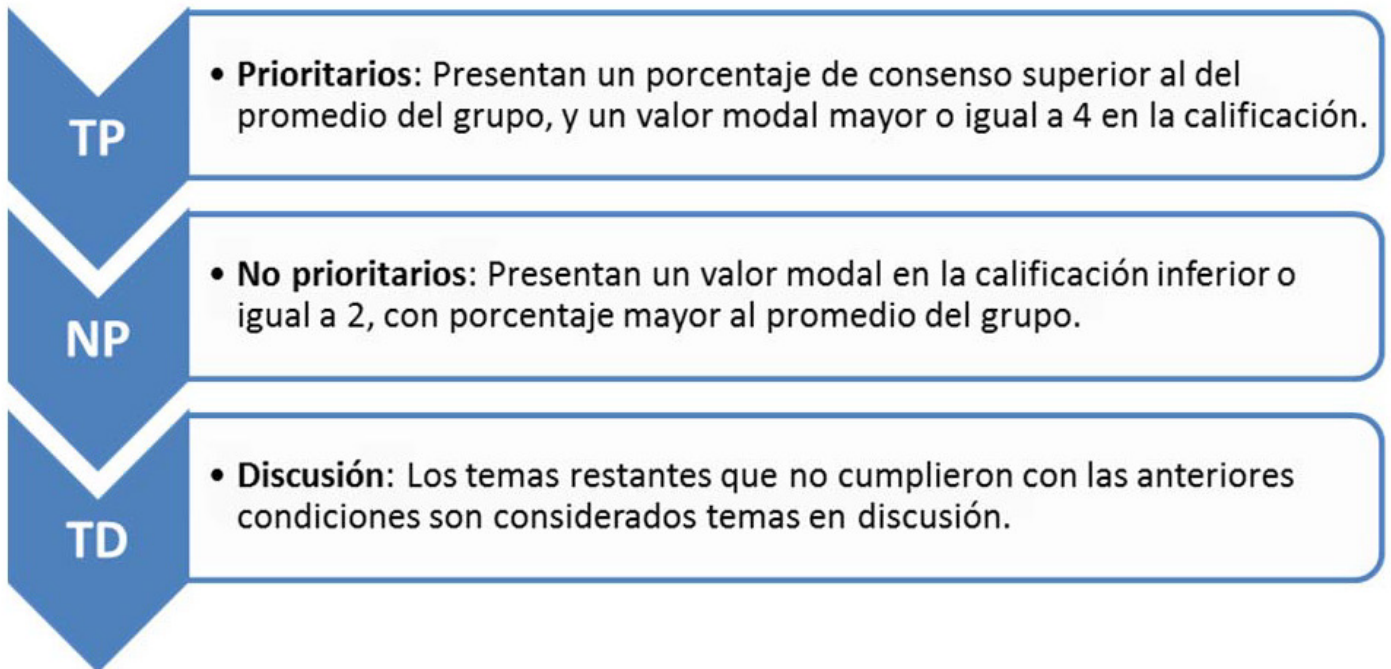 TP
• Prioritarios: Presentan un porcentaje de consenso superior al del
promedio del grupo, y un valor modal mayor o igual a 4 en la calificación.
NP
• No prioritarios: Presentan un valor modal en la calificación inferior o
igual a 2, con porcentaje mayor al promedio del grupo.
TD
• Discusión: Los temas restantes que no cumplieron con las anteriores
condiciones son considerados temas en discusión.